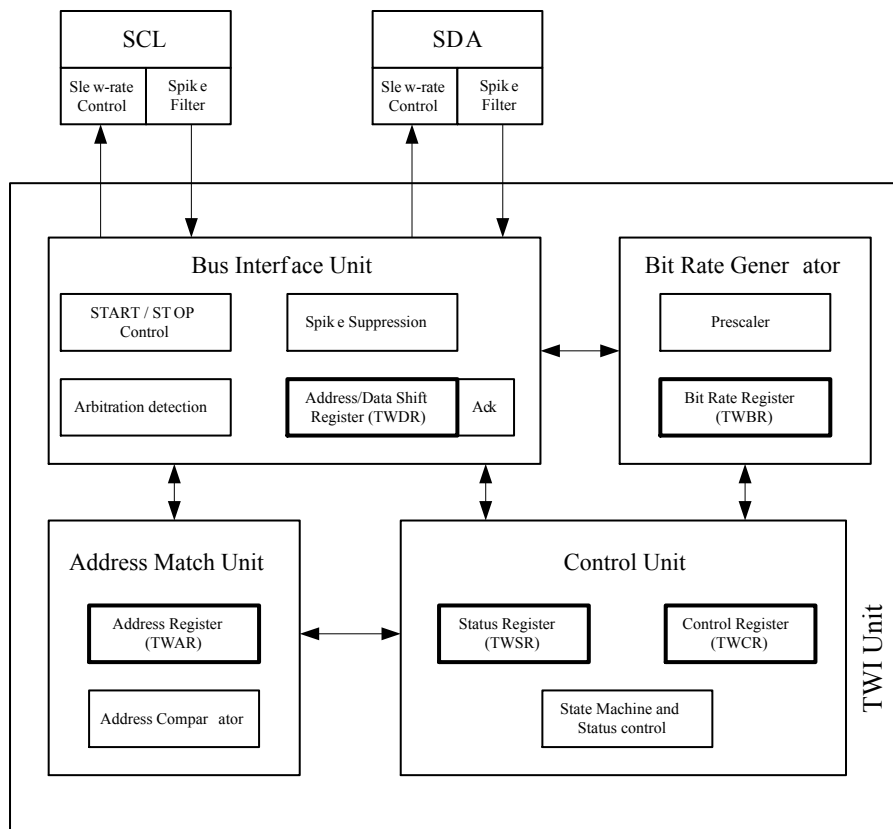 SCL
Slew-rate
Control
Spike
Filter
SDA
Slew-rate
Control
Spike
Filter
Bus Interface Unit
START / STOP
Control
Spike Suppression
Arbitration detection
Address/Data Shift
Register (TWDR)
Ack
Bit Rate Generator
Prescaler
Bit Rate Register
(TWBR)
Address Match Unit
Address Register
(TWAR)
Address Comparator
Control Unit
Status Register
(TWSR)
Control Register
(TWCR)
State Machine and
Status control
TWI Unit